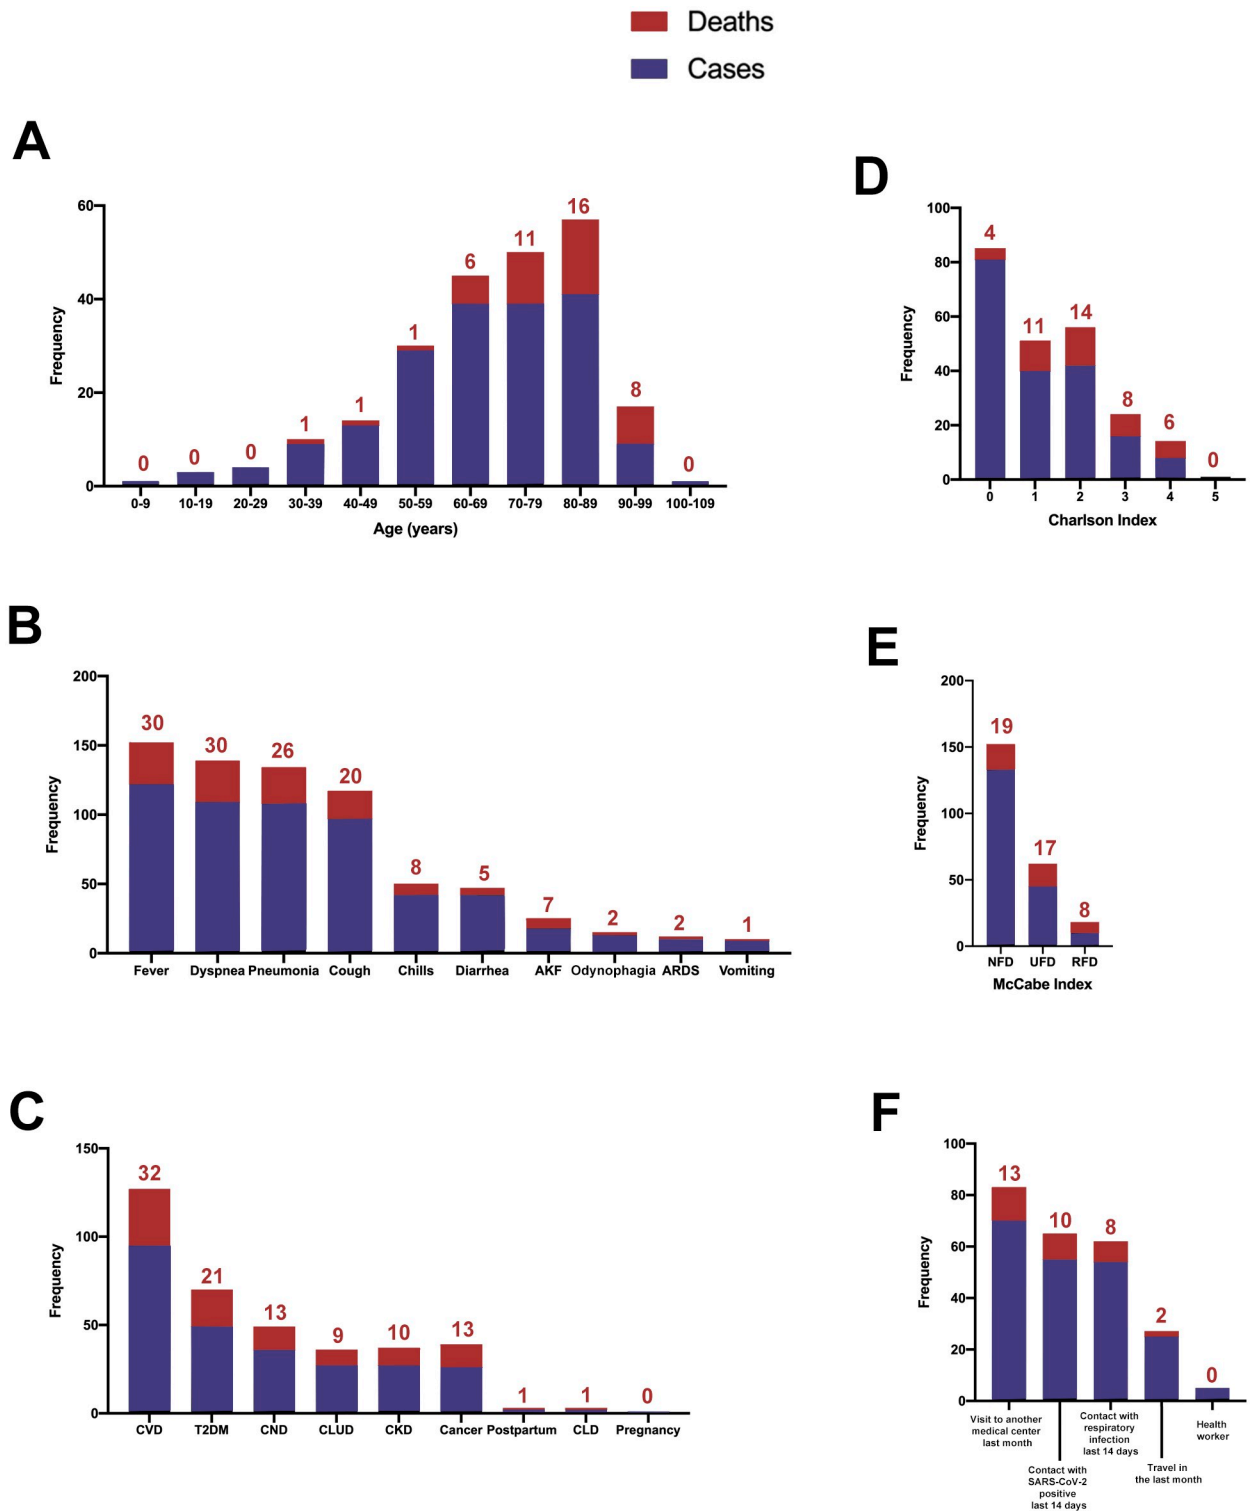 Deaths
Cases
A
60
40
20
0
Frequency
0
0
0
1
1
1
6
11
16
8
0
0-9 10-19 20-29 30-39 40-49 50-59 60-69 70-79 80-89 90-99 100-109
Age (years)
D
100
80
60
40
20
0
Frequency
4
11
14
8
6
0
0 1 2 3 4 5
Charlson Index
B
200
150
100
50
0
Frequency
30
30
26
20
8
5
7
2
2
1
Fever Dyspnea Pneumonia Cough Chills Diarrhea AKF Odynophagia ARDS Vomiting
E
200
150
100
50
0
Frequency
19
17
8
NFD UFD RFD
McCabe Index
C
150
100
50
0
Frequency
32
21
13
9
10
13
1
1
0
CVD T2DM CND CLUD CKD Cancer Postpartum CLD Pregnancy
F
100
80
60
40
20
0
Frequency
13
10
8
2
0
Visit to another
medical center
last month
Contact with
SARS-CoV-2
positive
last 14 days
Contact with
respiratory
infection
last 14 days
Travel in
the last month
Health
worker